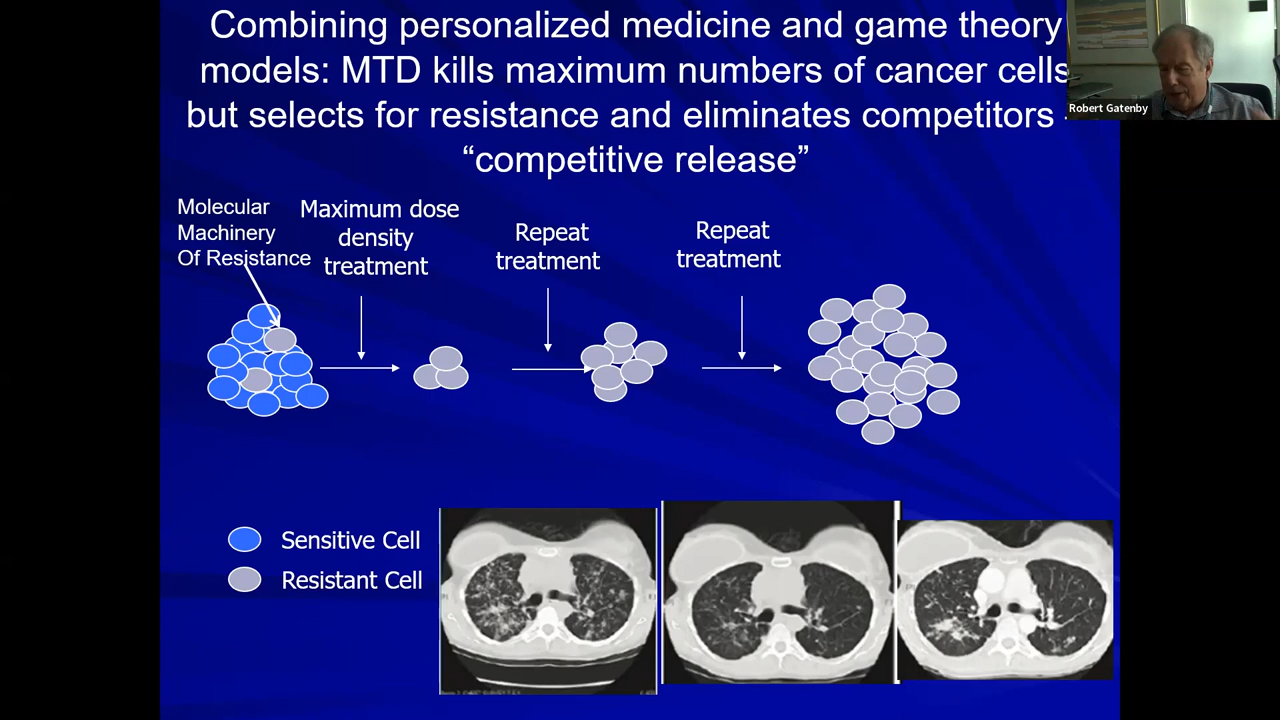 Combining personalized medicine and game theory
models: MTD kills maximum numbers of cancer cells
but selects for resistance and eliminates competitors
“competitive release”
Robert Gatenby
Molecular
Machinery
Of Resistance
Maximum dose
density
treatment
Repeat
treatment
Repeat
treatment
Sensitive Cell
Resistant Cell